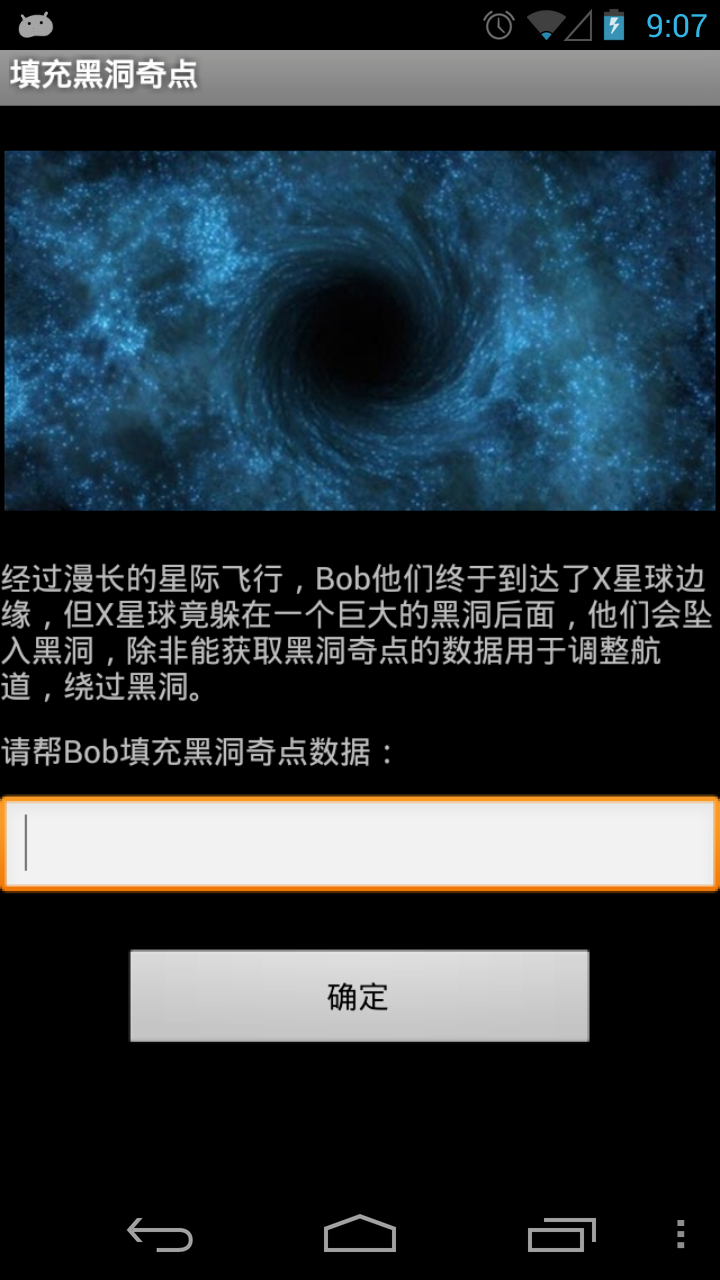 9:07
填充黑洞奇点
经过漫长的星际飞行，Bob他们终于到达了X星球边
缘，但X星球竟躲在一个巨大的黑洞后面，他们会坠
入黑洞，除非能获取黑洞奇点的数据用于调整航
道，绕过黑洞。
请帮Bob填充黑洞奇点数据：
确定